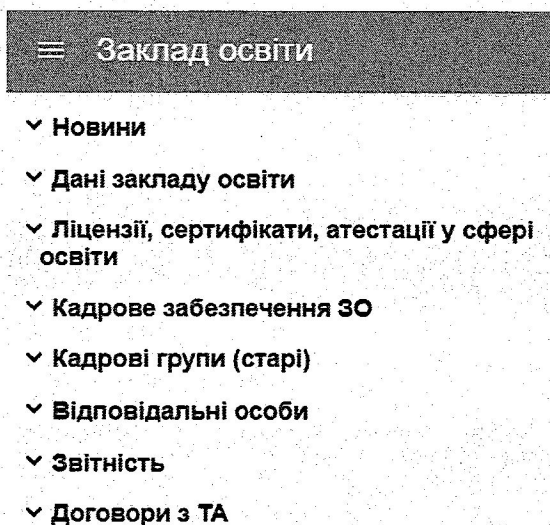 Заклад освіти
Новини
Дані закладу освіти
Ліцензії, сертифікати, атестації у сфері
освіти
Кадрове забезпечення ЗО
Кадрові групи (старі)
Відповідальні особи
Звітність
Договори з ТА